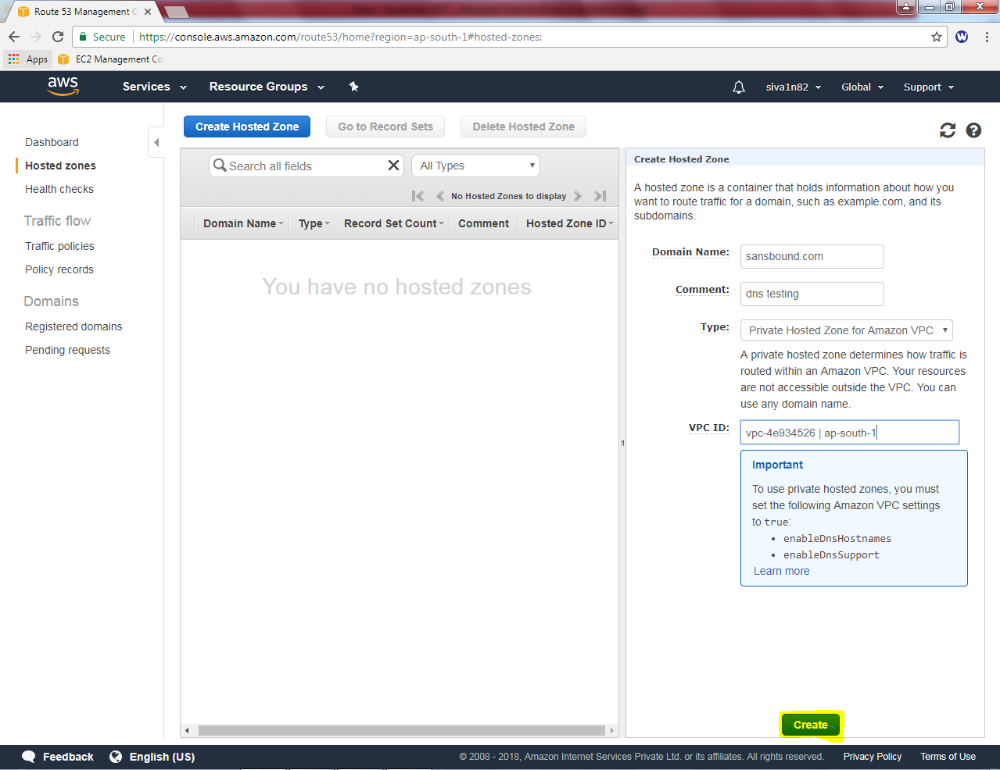 Route 53 Management C
Secure
https://console.aws.amazon.com/route53/home?region=ap-south-1#hosted-zones:
W
Apps
EC2 Management Co
aws
Services
Resource Groups
siva1n82
Global
Support
Dashboard
Hosted zones
Health checks
Traffic flow
Traffic policies
Policy records
Domains
Registered domains
Pending requests
Create Hosted Zone
Go to Record Sets
Delete Hosted Zone
Search all fields
All Types
No Hosted Zones to display
Domain Name
Type
Record Set Count
Comment
Hosted Zone ID
You have no hosted zones
Create Hosted Zone
A hosted zone is a container that holds information about how you
want to route traffic for a domain, such as example.com, and its
subdomains.
Domain Name:
sansbound.com
Comment:
dns testing
Type:
Private Hosted Zone for Amazon VPC
A private hosted zone determines how traffic is
routed within an Amazon VPC. Your resources
are not accessible outside the VPC. You can
use any domain name.
VPC ID:
vpc-4e934526 | ap-south-1
Important
To use private hosted zones, you must
set the following Amazon VPC settings
to true:
• enableDnsHostnames
• enableDnsSupport
Learn more
Create
Feedback
English (US)
© 2008 - 2018, Amazon Internet Services Private Ltd. or its affiliates. All rights reserved.
Privacy Policy
Terms of Use